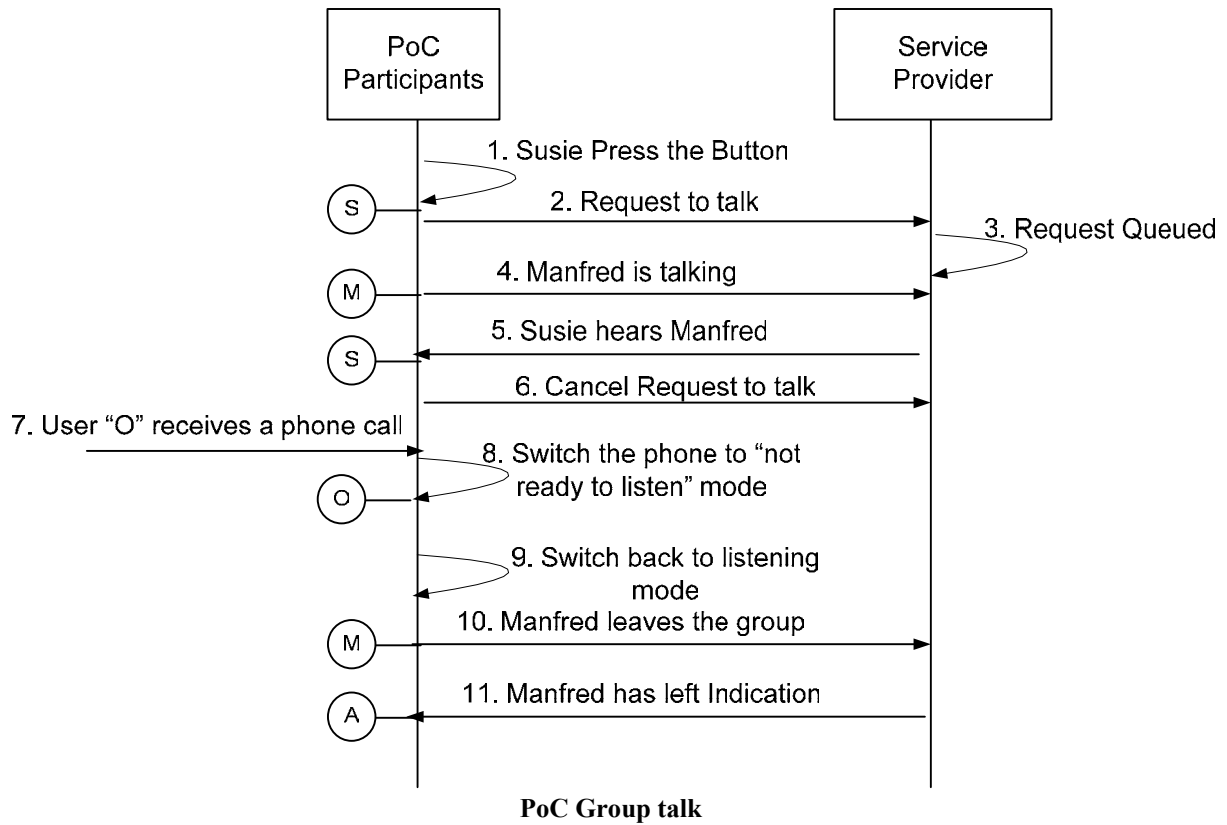 PoC
Participants
Service
Provider
1. Susie Press the Button
S
2. Request to talk
3. Request Queued
M
4. Manfred is talking
S
5. Susie hears Manfred
6. Cancel Request to talk
7. User “O” receives a phone call
8. Switch the phone to “not
ready to listen” mode
O
9. Switch back to listening
mode
M
10. Manfred leaves the group
A
11. Manfred has left Indication
PoC Group talk